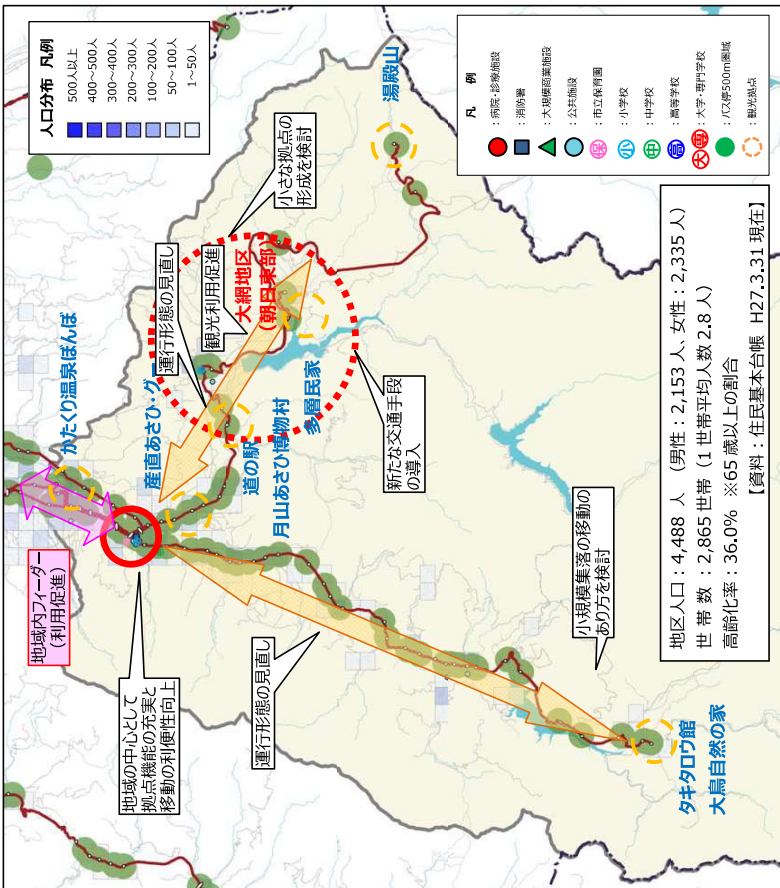 人口分布 凡例
500人以上
400～500人
300～400人
200～300人
100～200人
50～100人
1～50人
凡 例
：病院・診療施設
：消防署
：大規模商業施設
：公共施設
保：市立保育園
小：小学校
中：中学校
高：高等学校
大専：大学・専門学校
：バス停500m圏域
：観光拠点
湯殿山
小さな拠点の
形成を検討
観光利用促進
運行形態の見直し
大網地区
（朝日東部）
かたくり温泉ぼんぼ
産直あさひ・グー
道の駅
月山あさひ博物村
多層民家
新たな交通手段
の導入
地域内フィーダー
（利用促進）
地域の中心として
拠点機能の充実と
移動の利便性向上
運行形態の見直し
小規模集落の移動の
あり方を検討
タキタロウ館
大鳥自然の家
地区人口：4,488 人 （男性：2,153 人、女性：2,335 人）
世 帯 数：2,865 世帯（1 世帯平均人数 2.8 人）
高齢化率：36.0% ※65 歳以上の割合
【資料：住民基本台帳 H27.3.31 現在】